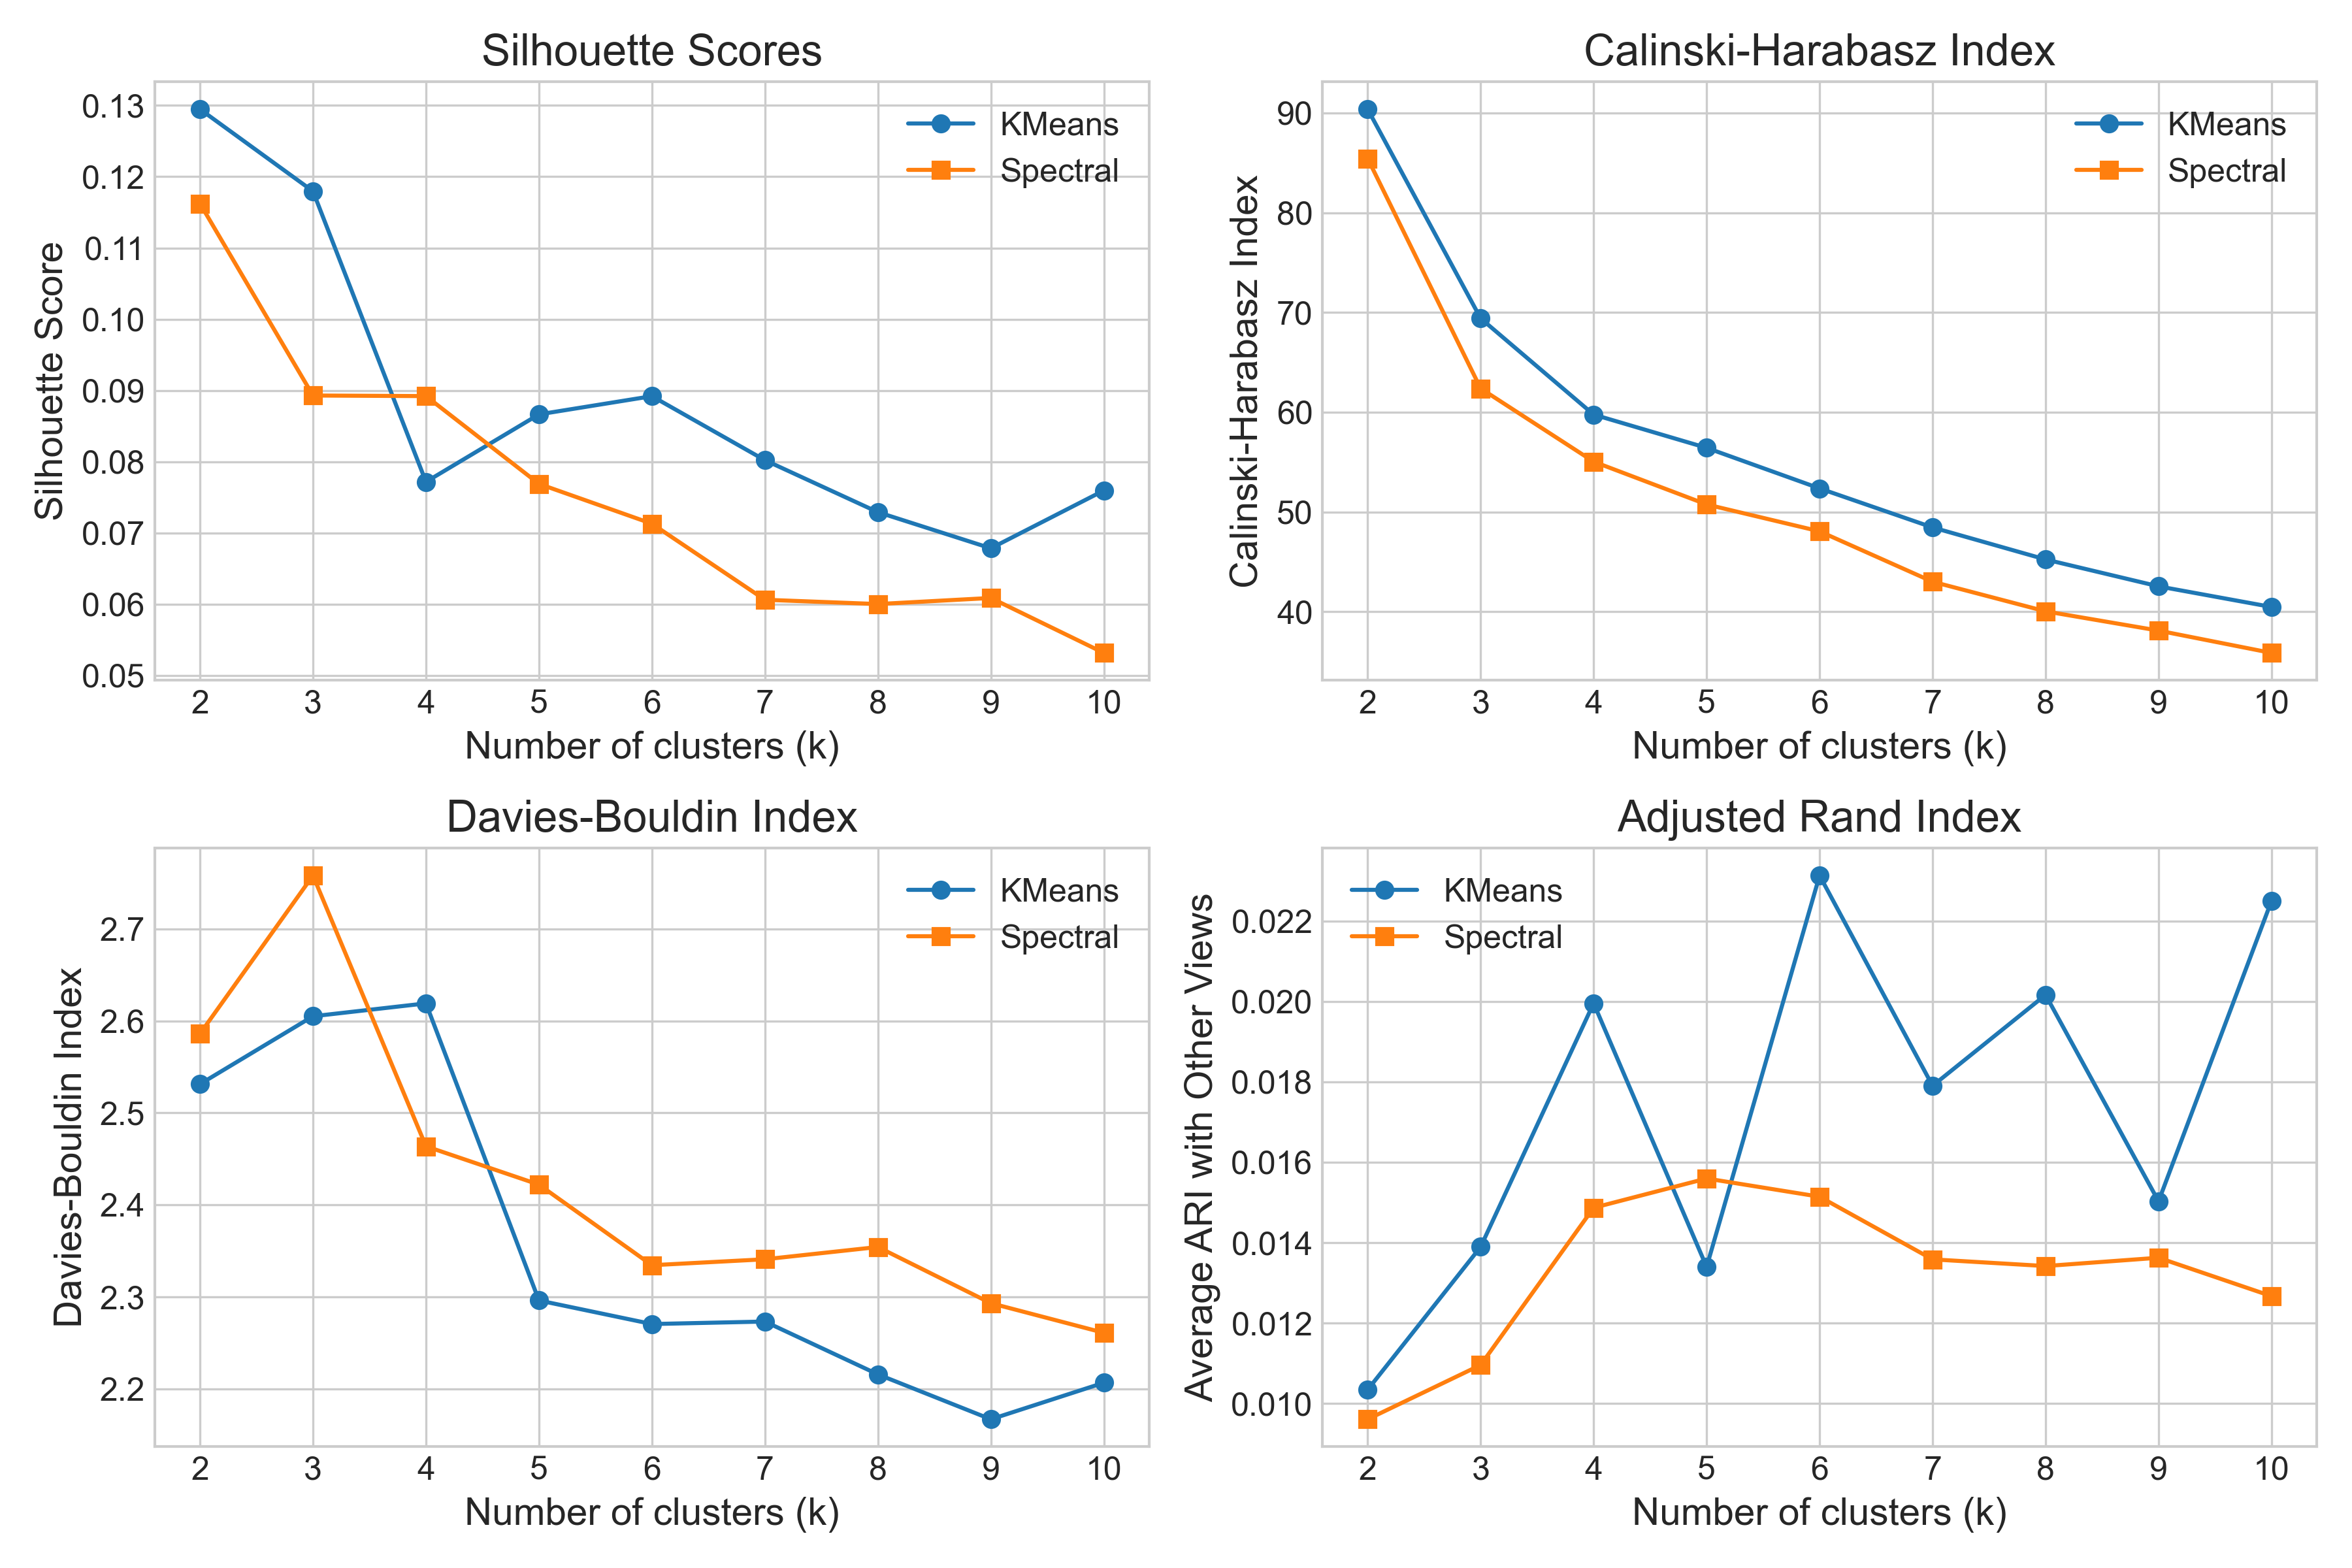 Silhouette Scores
Silhouette Score
0.13
0.12
0.11
0.10
0.09
0.08
0.07
0.06
0.05
KMeans
Spectral
2 3 4 5 6 7 8 9 10
Number of clusters (k)
Calinski-Harabasz Index
Calinski-Harabasz Index
90
80
70
60
50
40
KMeans
Spectral
2 3 4 5 6 7 8 9 10
Number of clusters (k)
Davies-Bouldin Index
Davies-Bouldin Index
2.7
2.6
2.5
2.4
2.3
2.2
KMeans
Spectral
2 3 4 5 6 7 8 9 10
Number of clusters (k)
Adjusted Rand Index
Average ARI with Other Views
0.022
0.020
0.018
0.016
0.014
0.012
0.010
KMeans
Spectral
2 3 4 5 6 7 8 9 10
Number of clusters (k)